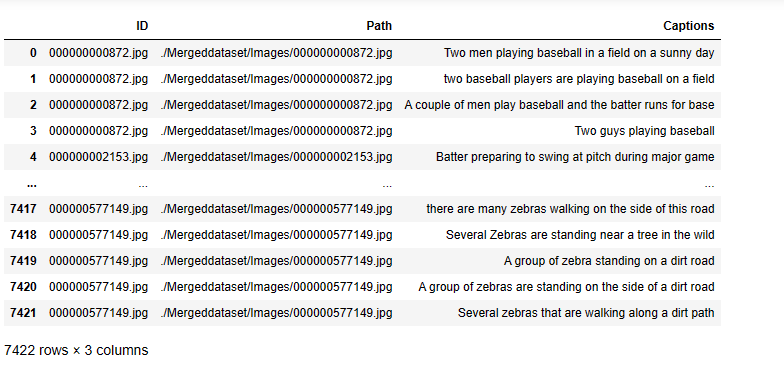 ID Path Captions
0 000000000872.jpg ./Mergeddataset/Images/000000000872.jpg Two men playing baseball in a field on a sunny day
1 000000000872.jpg ./Mergeddataset/Images/000000000872.jpg two baseball players are playing baseball on a field
2 000000000872.jpg ./Mergeddataset/Images/000000000872.jpg A couple of men play baseball and the batter runs for base
3 000000000872.jpg ./Mergeddataset/Images/000000000872.jpg Two guys playing baseball
4 000000002153.jpg ./Mergeddataset/Images/000000002153.jpg Batter preparing to swing at pitch during major game
... ... ... ...
7417 000000577149.jpg ./Mergeddataset/Images/000000577149.jpg there are many zebras walking on the side of this road
7418 000000577149.jpg ./Mergeddataset/Images/000000577149.jpg Several Zebras are standing near a tree in the wild
7419 000000577149.jpg ./Mergeddataset/Images/000000577149.jpg A group of zebra standing on a dirt road
7420 000000577149.jpg ./Mergeddataset/Images/000000577149.jpg A group of zebras are standing on the side of a dirt road
7421 000000577149.jpg ./Mergeddataset/Images/000000577149.jpg Several zebras that are walking along a dirt path
7422 rows × 3 columns